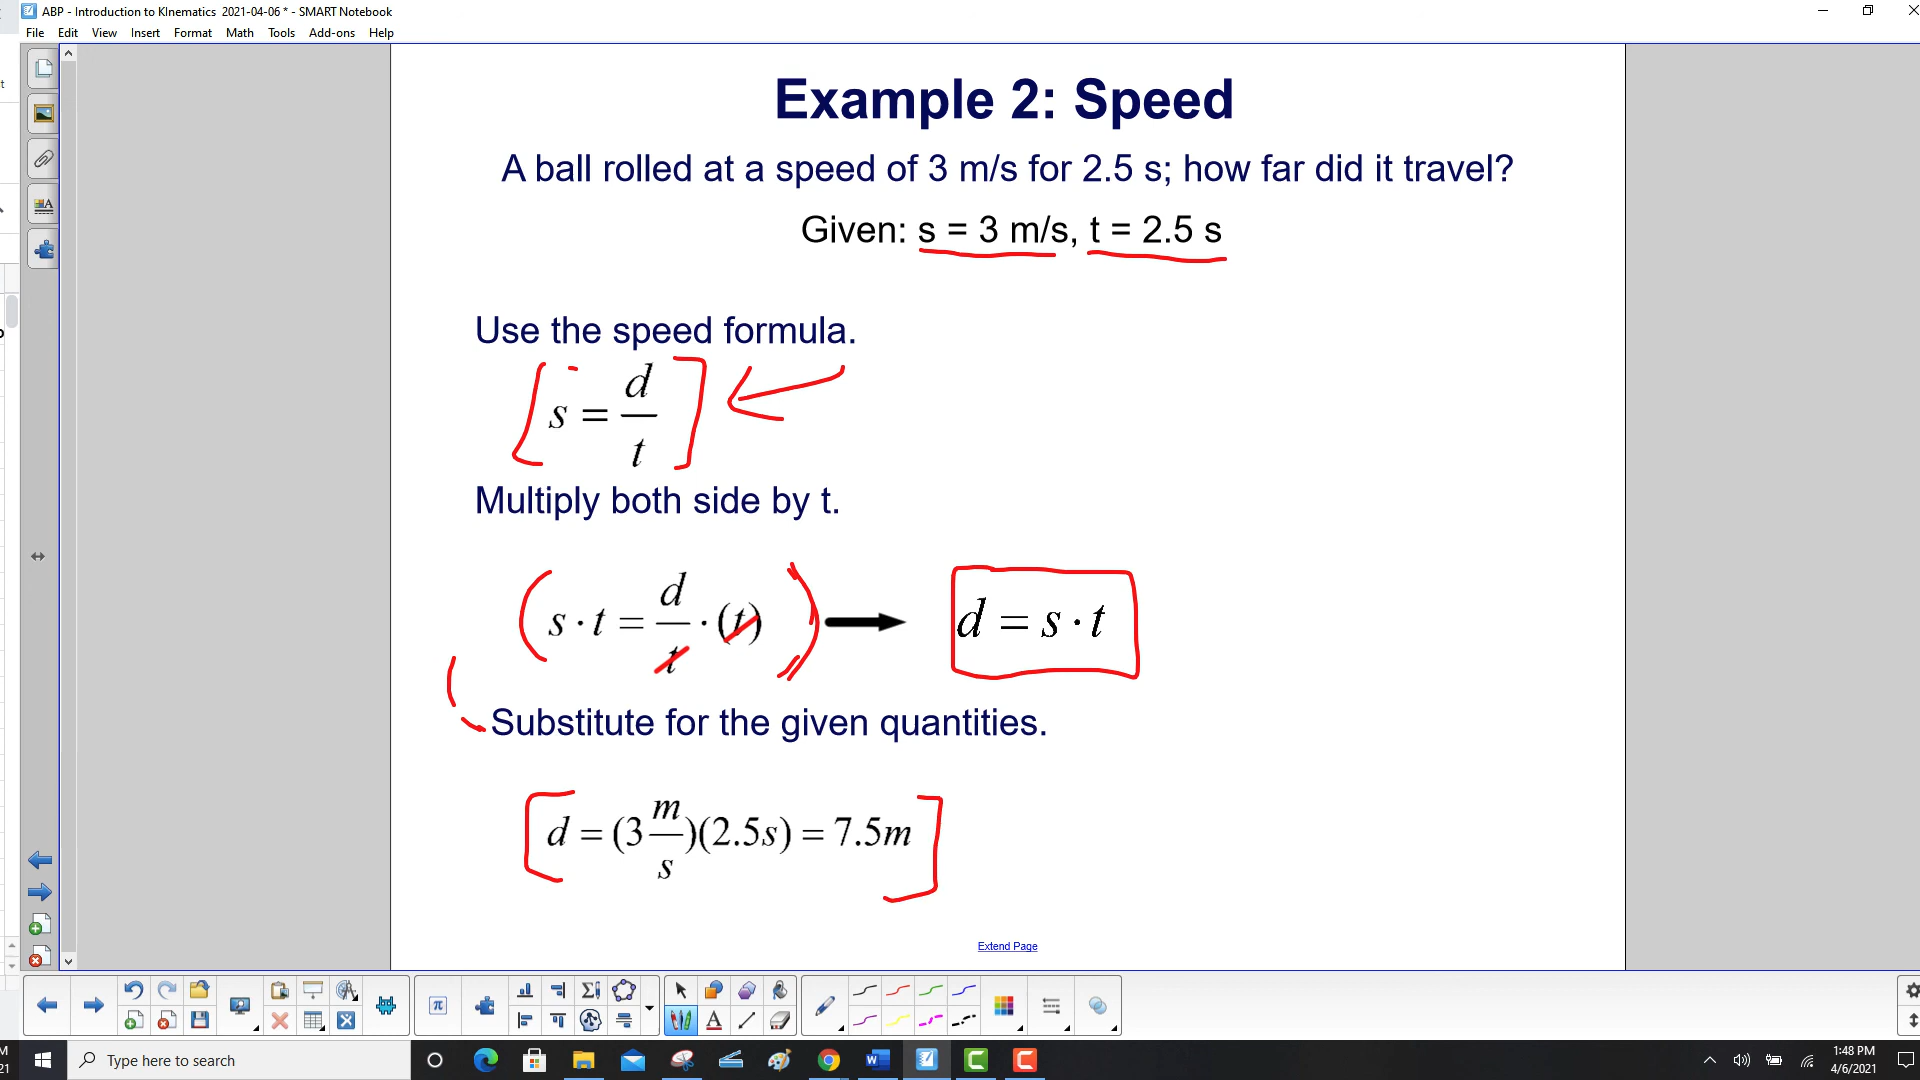 ABP - Introduction to KInematics  2021-04-06 * - SMART Notebook
File Edit View Insert Format Math Tools Add-ons Help
Example 2: Speed
A ball rolled at a speed of 3 m/s for 2.5 s; how far did it travel?
Given: s = 3 m/s, t = 2.5 s
Use the speed formula.
s = d/t
Multiply both side by t.
s · t = d/t · (t) d = s · t
Substitute for the given quantities.
d = (3 m/s)(2.5s) = 7.5m
Extend Page
Type here to search
1:48 PM
4/6/2021